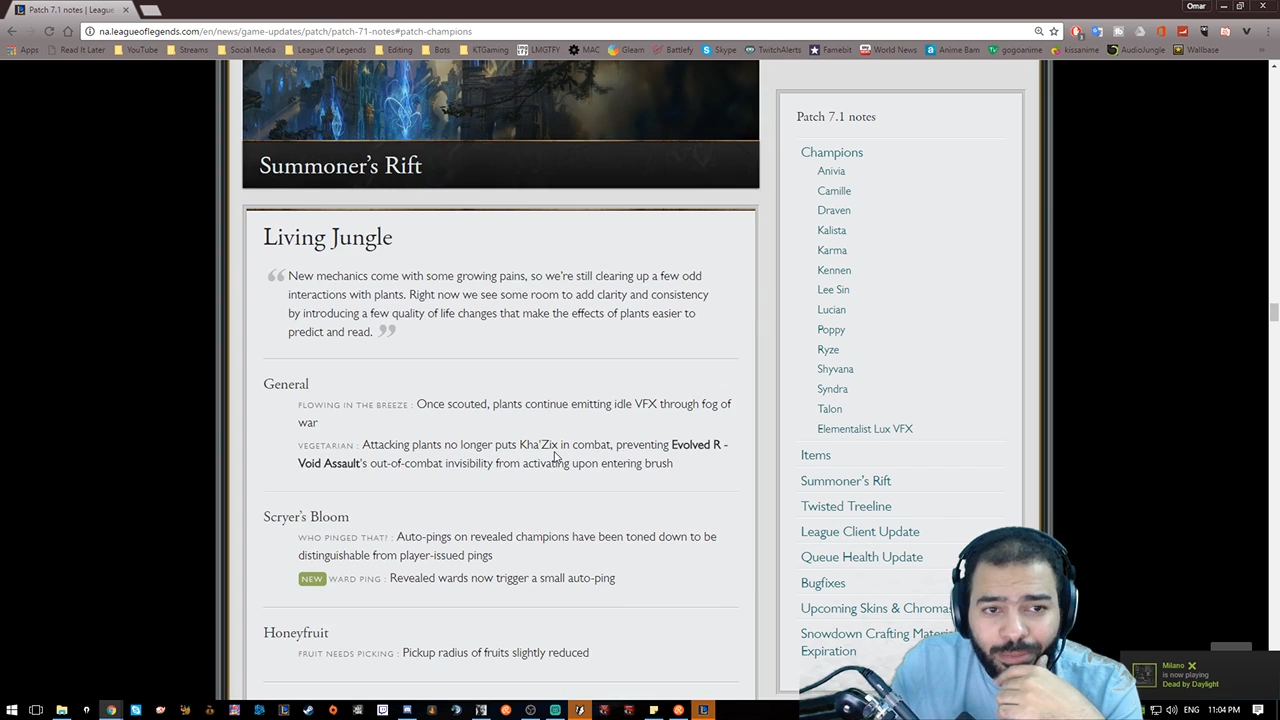 Patch 7.1 notes | League
Omar
na.leagueoflegends.com/en/news/game-updates/patch/patch-71-notes#patch-champions
Apps Read It Later YouTube Streams Social Media League Of Legends Editing Bots KTGaming LMGTFY MAC Gleam Battlefy Skype TwitchAlerts Famebit World News Anime Bam gogoanime kissanime AudioJungle Wallbase
Summoner's Rift
Living Jungle
“ New mechanics come with some growing pains, so we're still clearing up a few odd
interactions with plants. Right now we see some room to add clarity and consistency
by introducing a few quality of life changes that make the effects of plants easier to
predict and read. ”
General
FLOWING IN THE BREEZE : Once scouted, plants continue emitting idle VFX through fog of
war
VEGETARIAN : Attacking plants no longer puts Kha'Zix in combat, preventing Evolved R -
Void Assault's out-of-combat invisibility from activating upon entering brush
Scryer's Bloom
WHO PINGED THAT? : Auto-pings on revealed champions have been toned down to be
distinguishable from player-issued pings
NEW WARD PING : Revealed wards now trigger a small auto-ping
Honeyfruit
FRUIT NEEDS PICKING : Pickup radius of fruits slightly reduced
Patch 7.1 notes
Champions
Anivia
Camille
Draven
Kalista
Karma
Kennen
Lee Sin
Lucian
Poppy
Ryze
Shyvana
Syndra
Talon
Elementalist Lux VFX
Items
Summoner's Rift
Twisted Treeline
League Client Update
Queue Health Update
Bugfixes
Upcoming Skins & Chromas
Snowdown Crafting Material
Expiration
Milano
is now playing
Dead by Daylight
ENG 11:04 PM